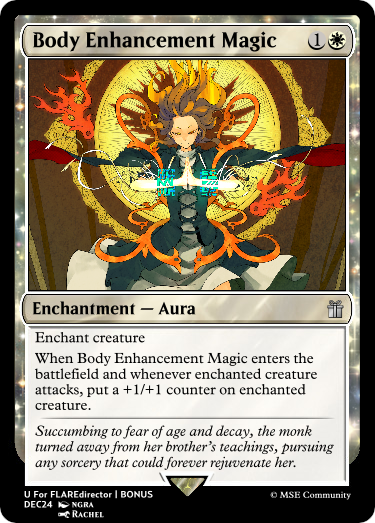 Body Enhancement Magic 1
Enchantment — Aura
Enchant creature
When Body Enhancement Magic enters the
battlefield and whenever enchanted creature
attacks, put a +1/+1 counter on enchanted
creature.
Succumbing to fear of age and decay, the monk
turned away from her brother's teachings, pursuing
any sorcery that could forever rejuvenate her.
U For FLAREdirector | BONUS
DEC24 NGRA
RACHEL
© MSE Community